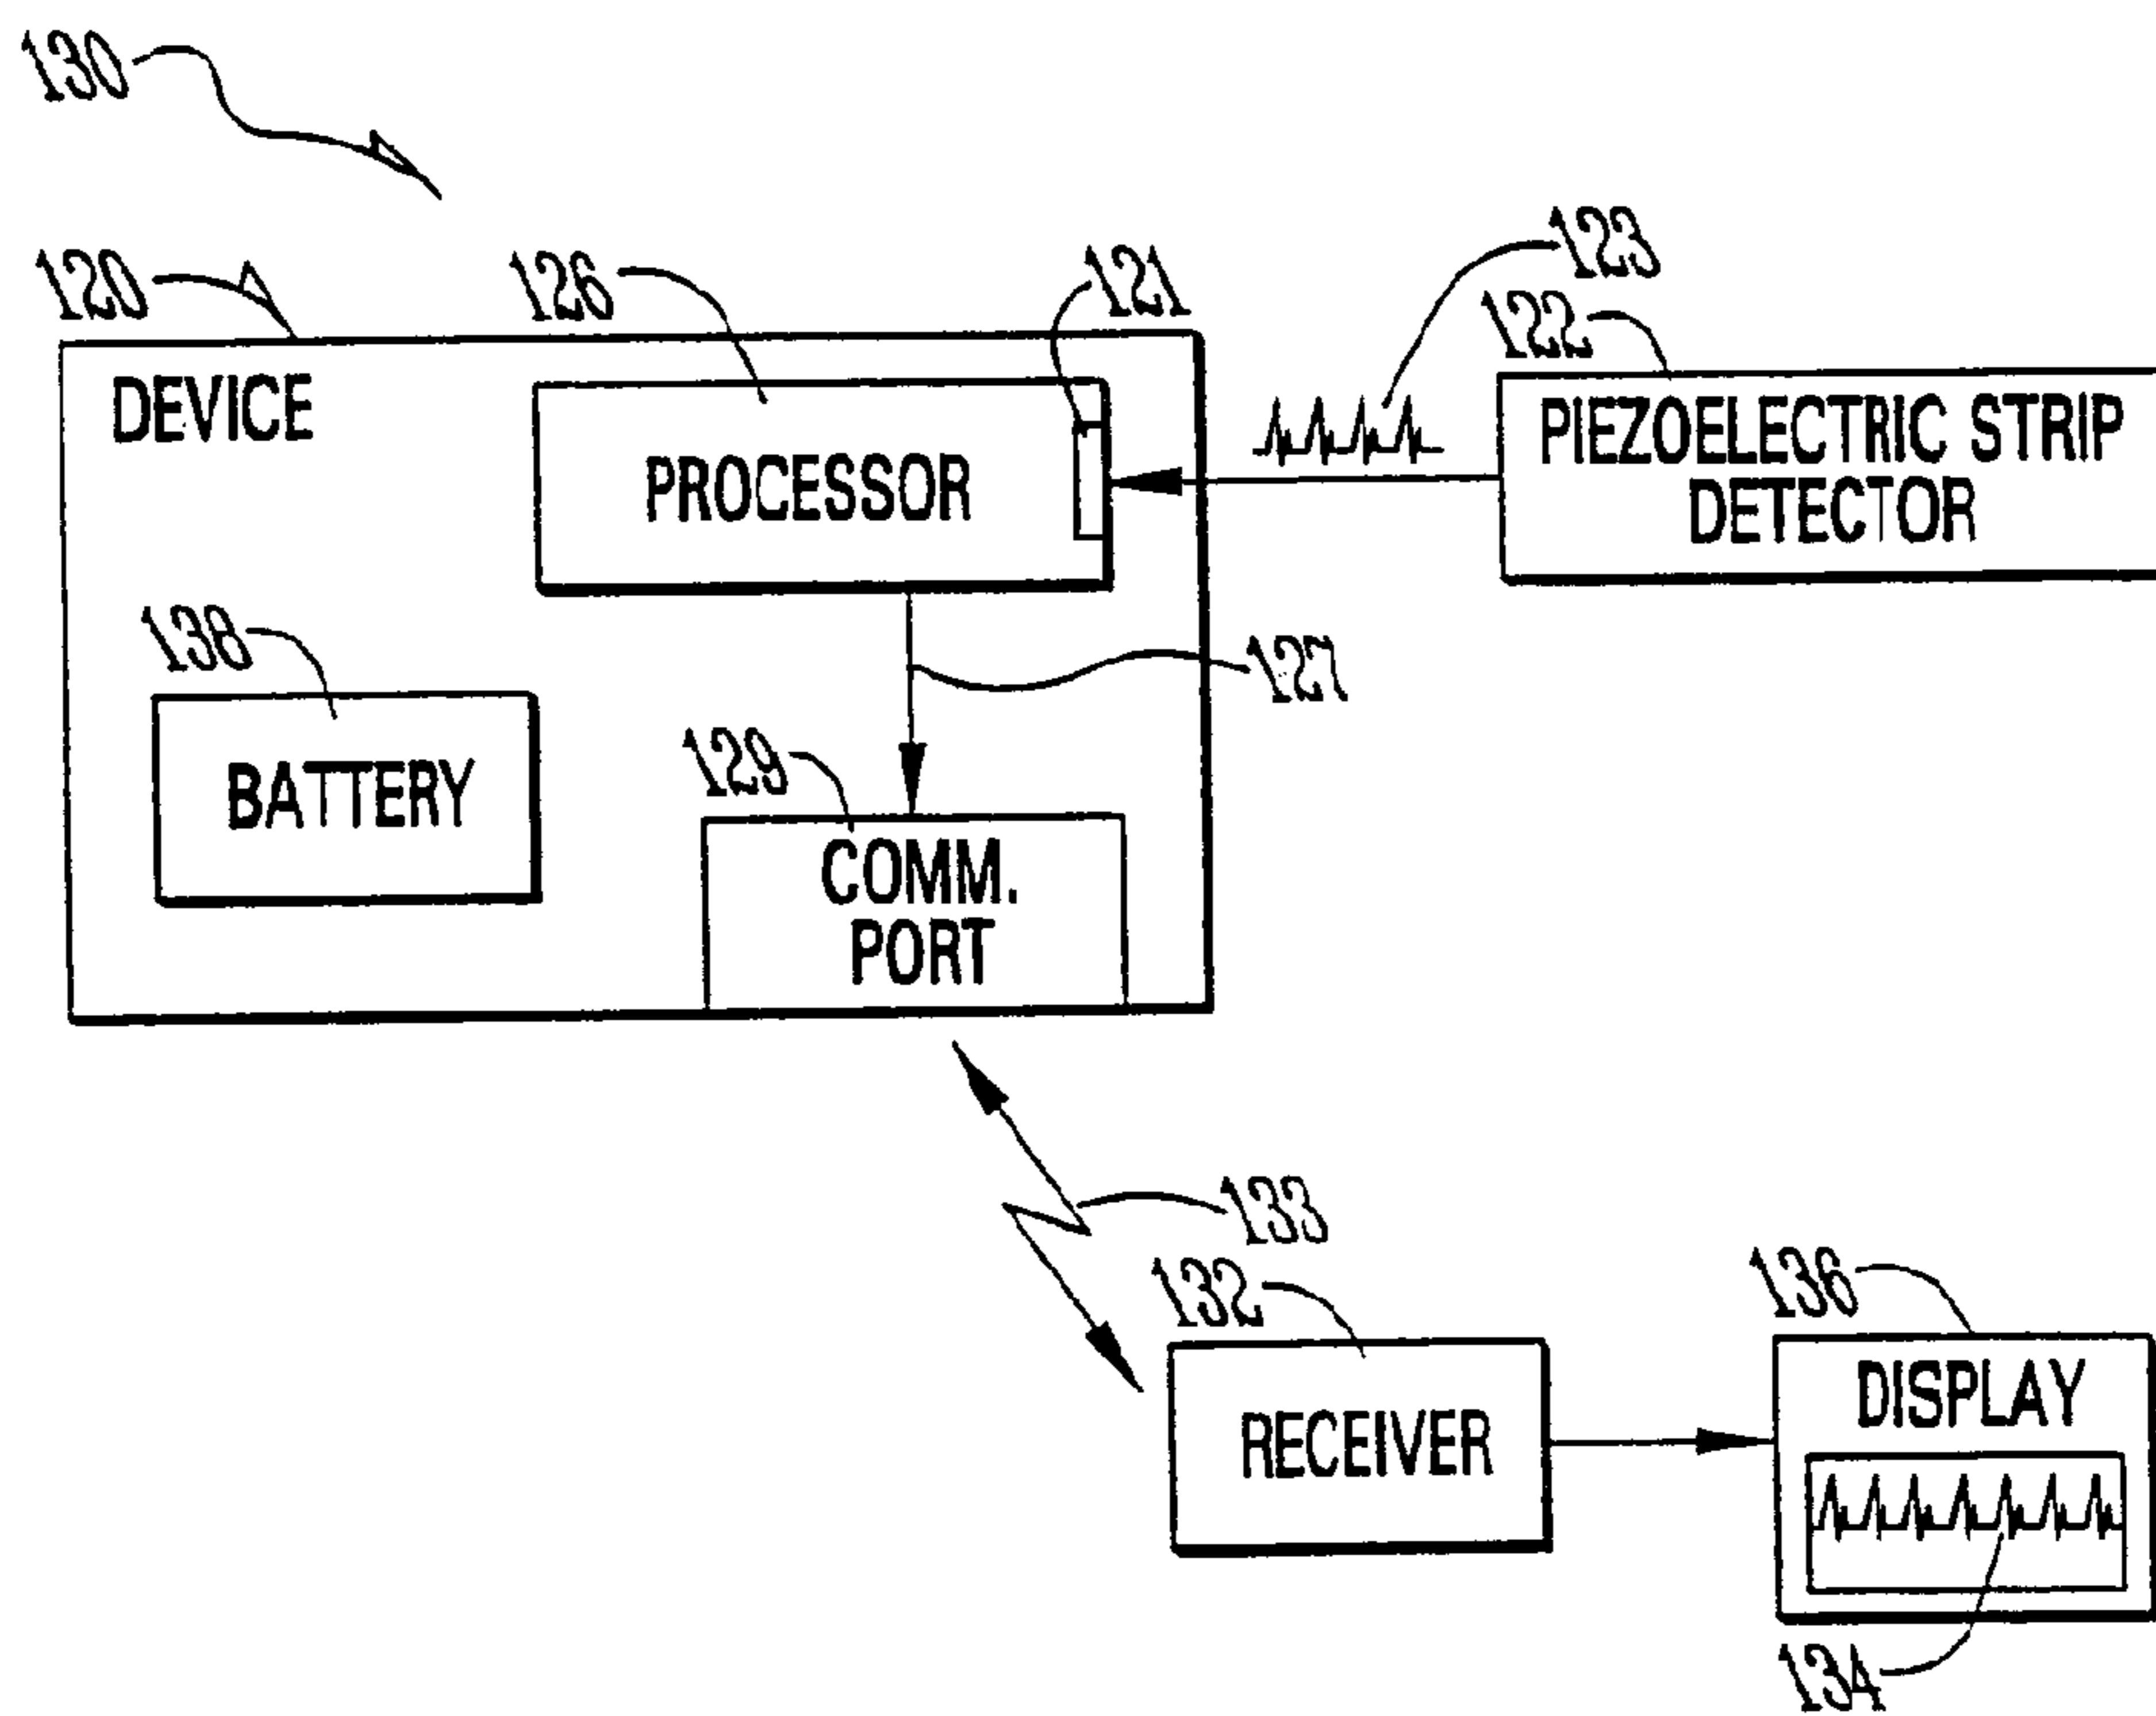 130
120
126
121
123
122
DEVICE
PROCESSOR
PIEZOELECTRIC STRIP
DETECTOR
138
127
BATTERY
129
COMM.
PORT
133
132
136
RECEIVER
DISPLAY
134